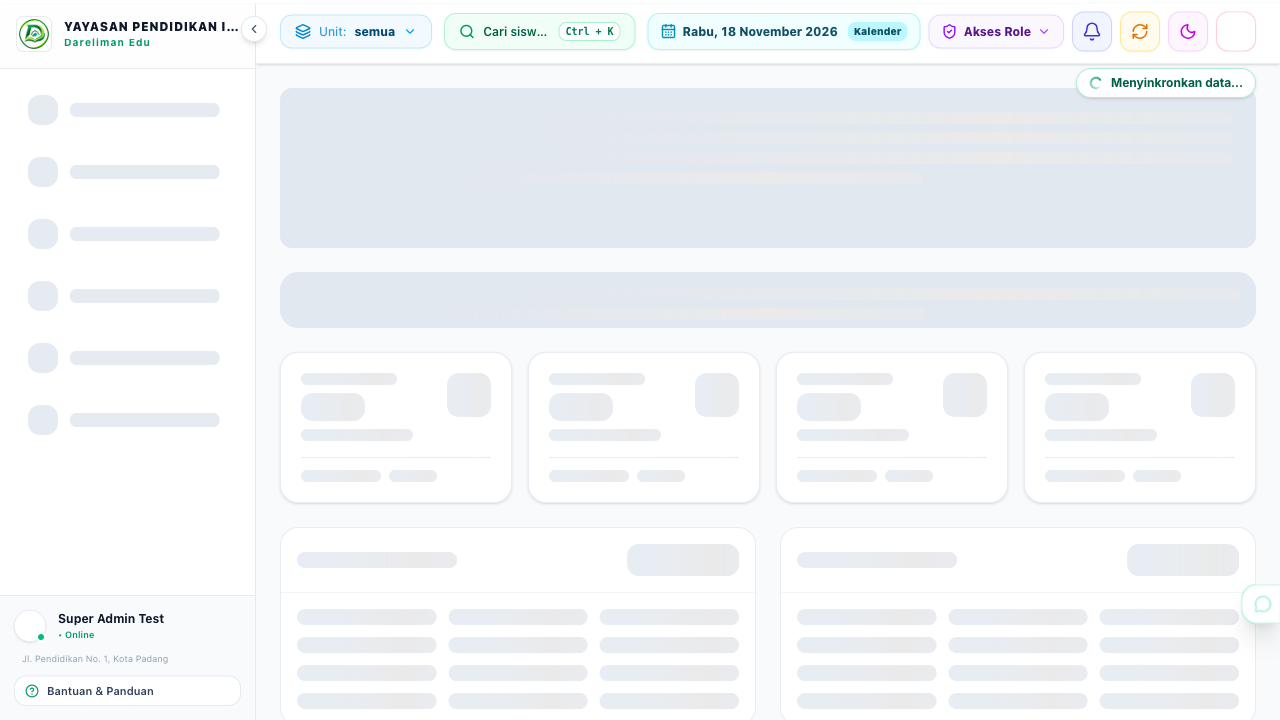 YAYASAN PENDIDIKAN I...
Dareliman Edu
Unit: semua
Cari sisw... Ctrl + K
Rabu, 18 November 2026 Kalender
Akses Role
Menyinkronkan data...
Super Admin Test
• Online
Jl. Pendidikan No. 1, Kota Padang
Bantuan & Panduan